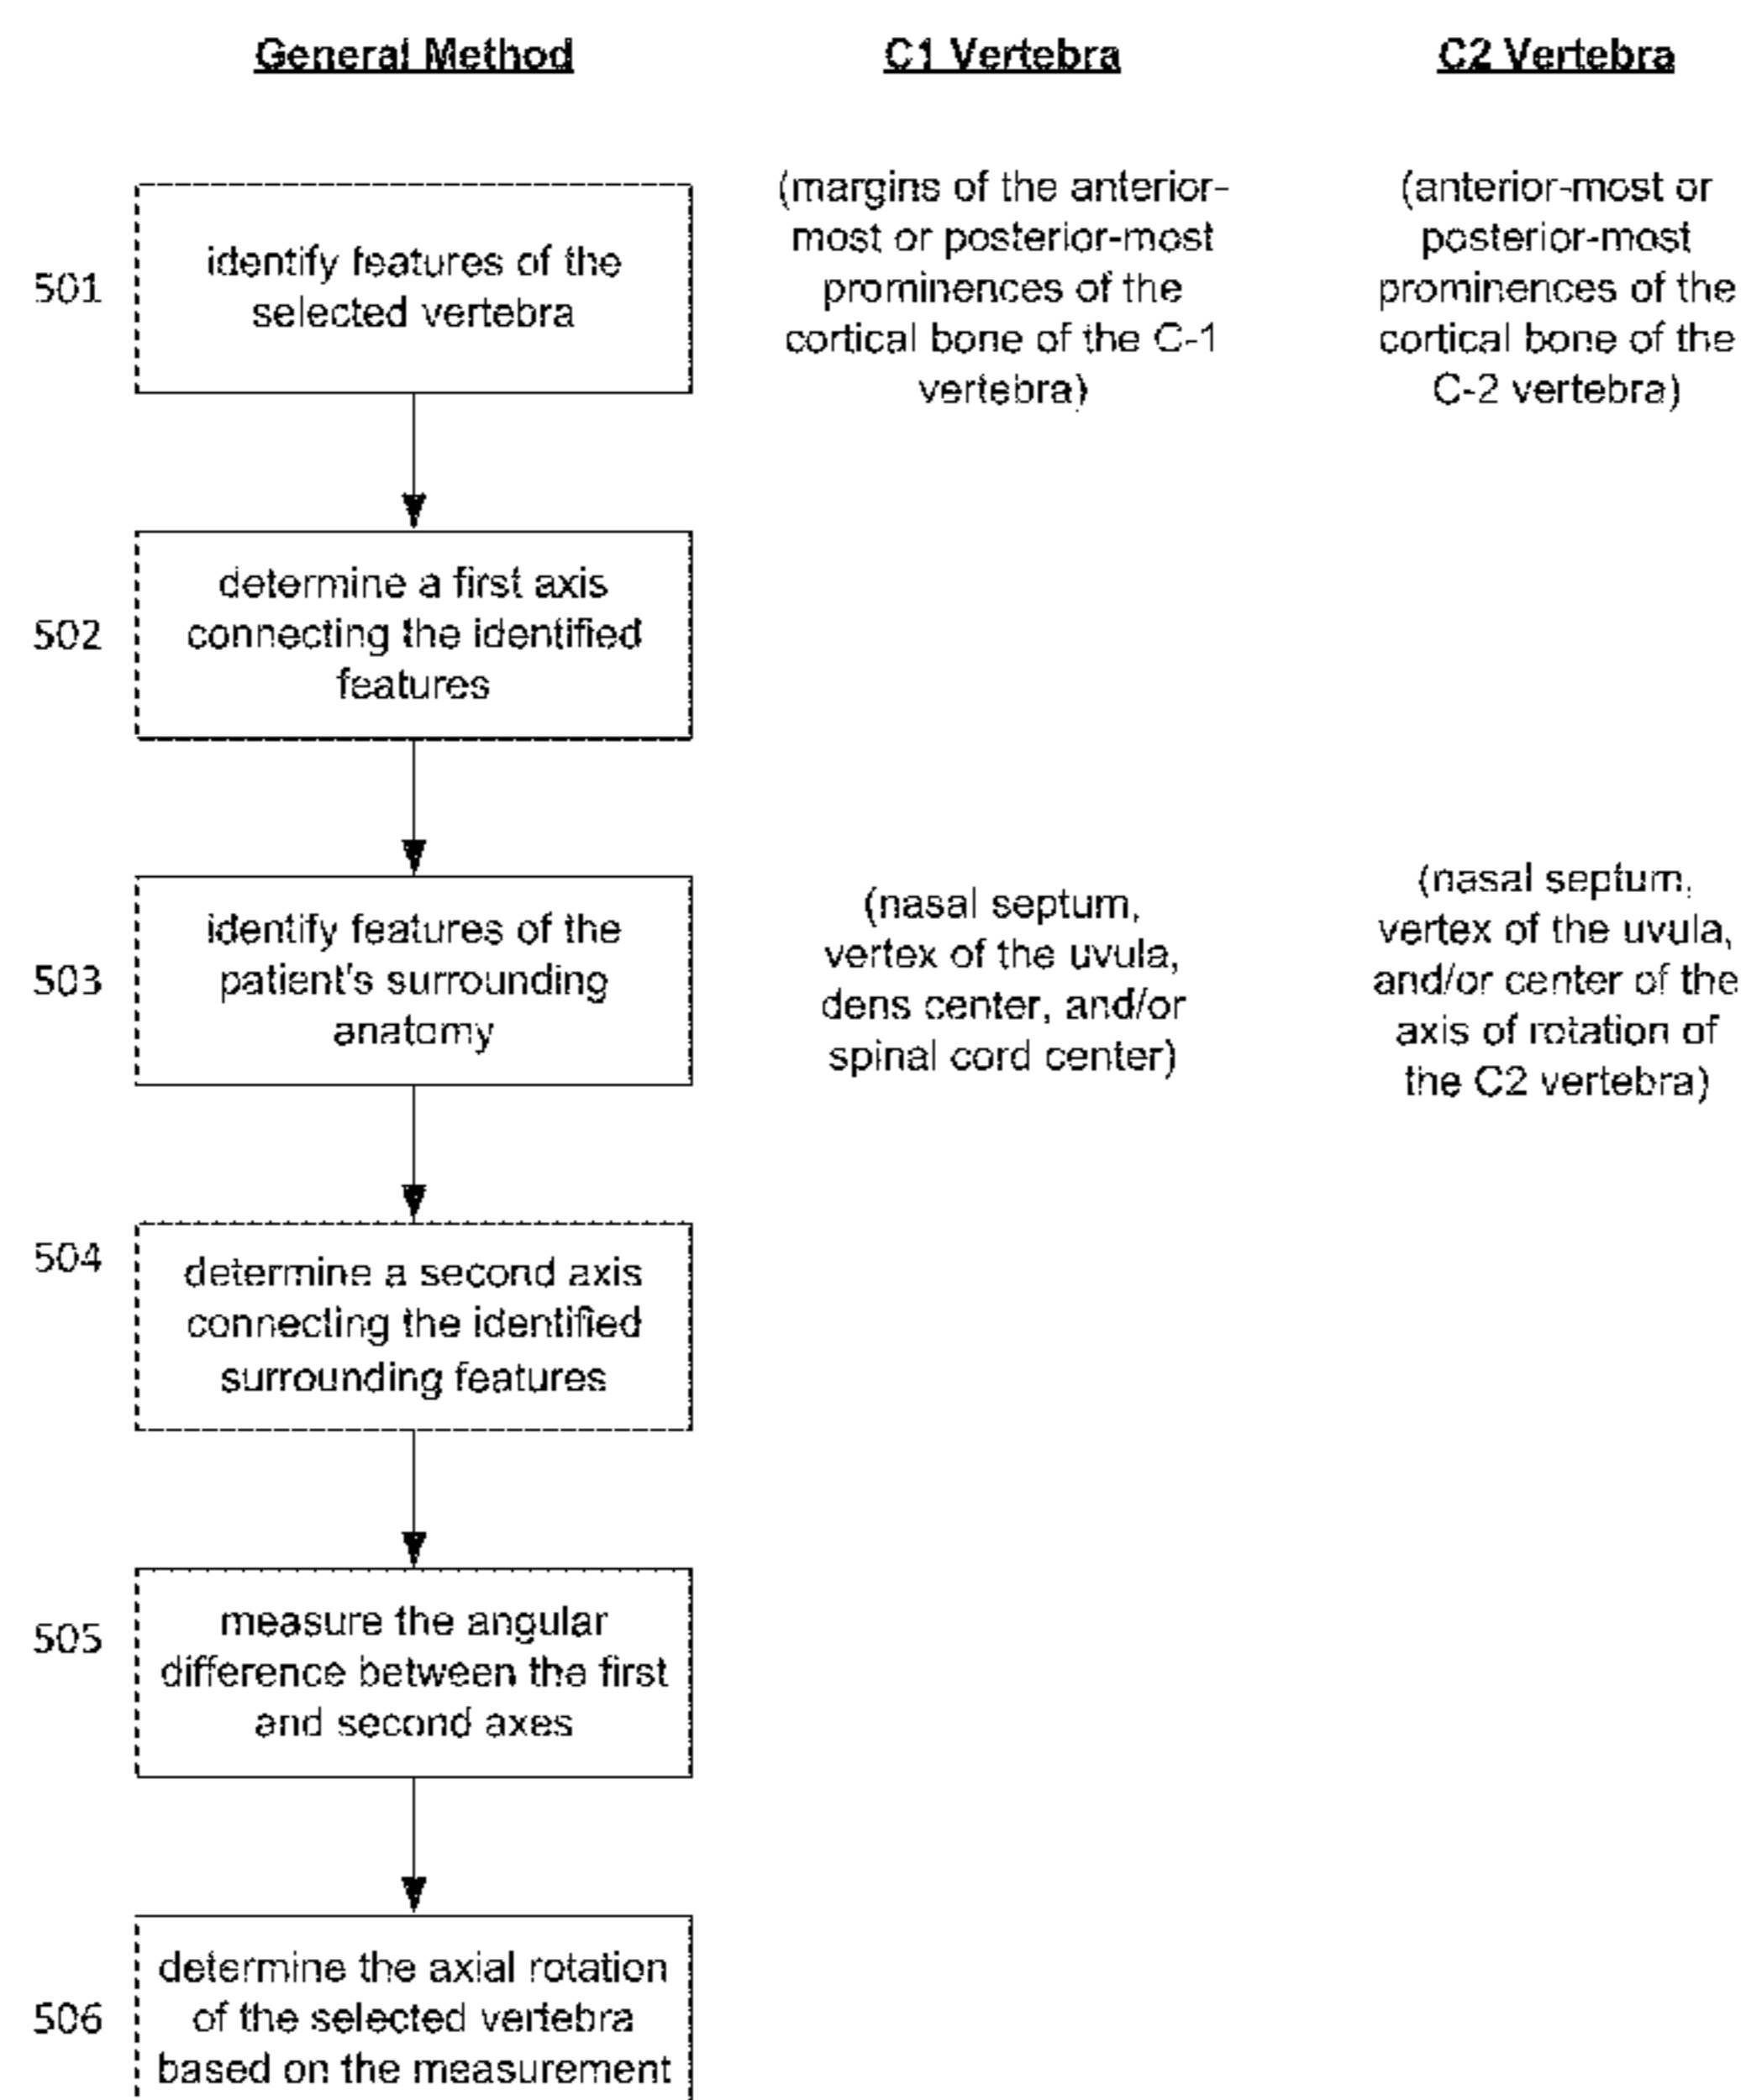 General Method
C1 Vertebra
C2 Vertebra
501
identify features of the
selected vertebra
(margins of the anterior-
most or posterior-most
prominences of the
cortical bone of the C-1
vertebra)
(anterior-most or
posterior-most
prominences of the
cortical bone of the
C-2 vertebra)
502
determine a first axis
connecting the identified
features
503
identify features of the
patient's surrounding
anatomy
(nasal septum,
vertex of the uvula,
dens center, and/or
spinal cord center)
(nasal septum,
vertex of the uvula,
and/or center of the
axis of rotation of
the C2 vertebra)
504
determine a second axis
connecting the identified
surrounding features
505
measure the angular
difference between the first
and second axes
506
determine the axial rotation
of the selected vertebra
based on the measurement